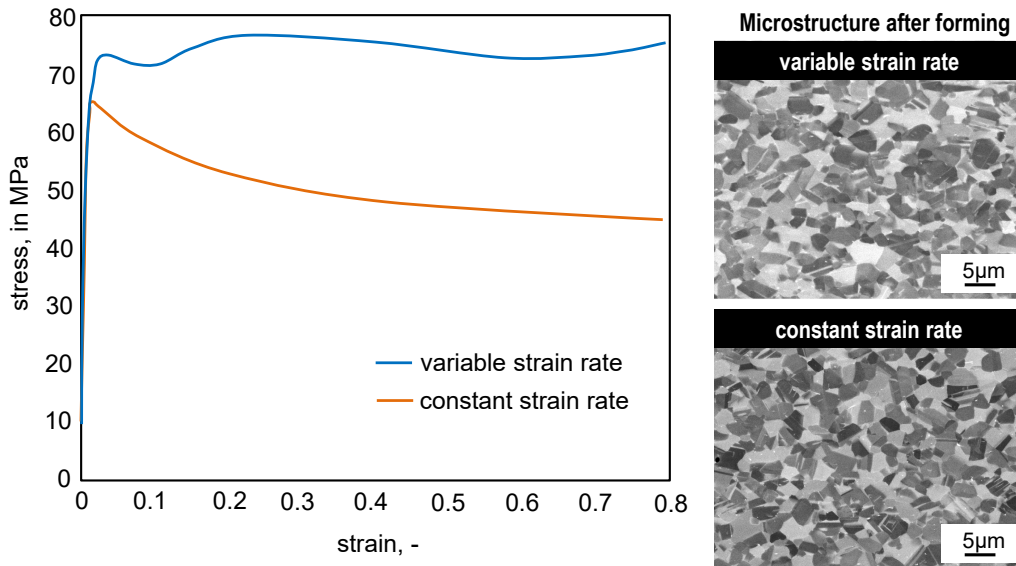 80
70
60
50
40
30
20
10
0
stress, in MPa
0
0.1
0.2
0.3
0.4
0.5
0.6
0.7
0.8
strain, -
variable strain rate
constant strain rate
Microstructure after forming
variable strain rate
5µm
constant strain rate
5µm